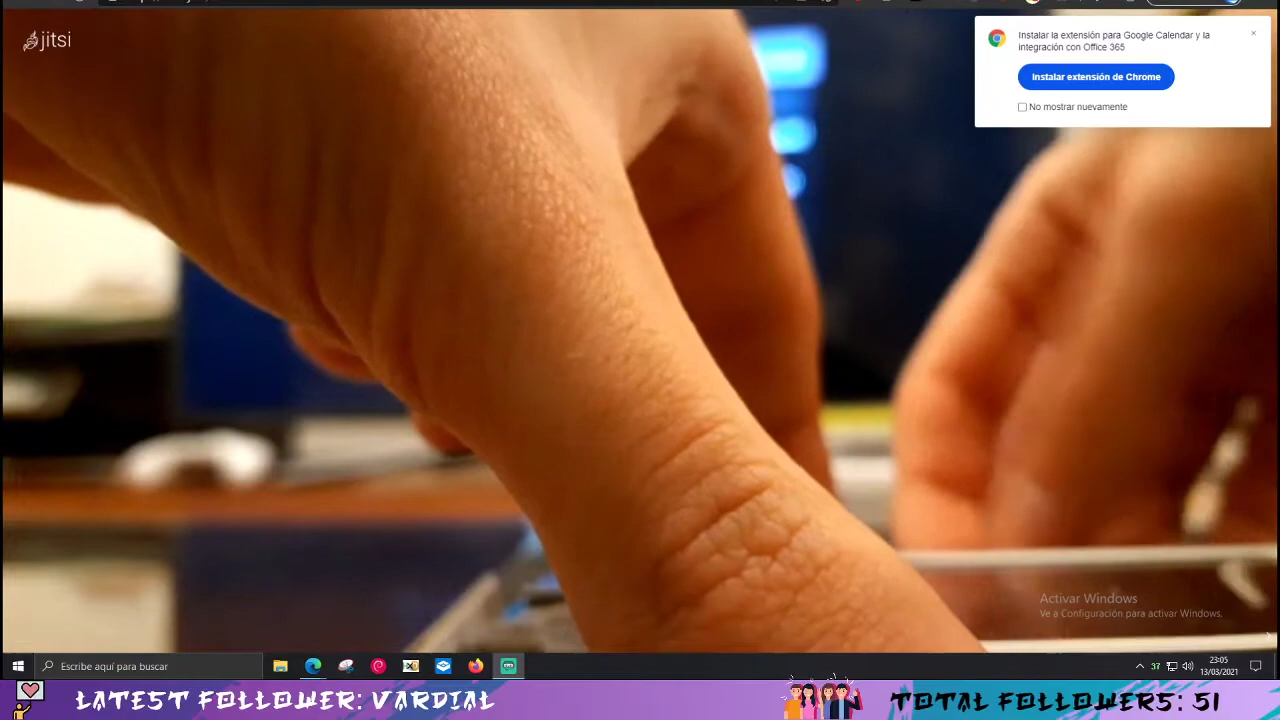 jitsi
Instalar la extensión para Google Calendar y la
integración con Office 365
Instalar extensión de Chrome
No mostrar nuevamente
Activar Windows
Ve a Configuración para activar Windows.
Escribe aquí para buscar
37
23:05
13/03/2021
LATEST FOLLOWER: VARDIAL
TOTAL FOLLOWERS: 51